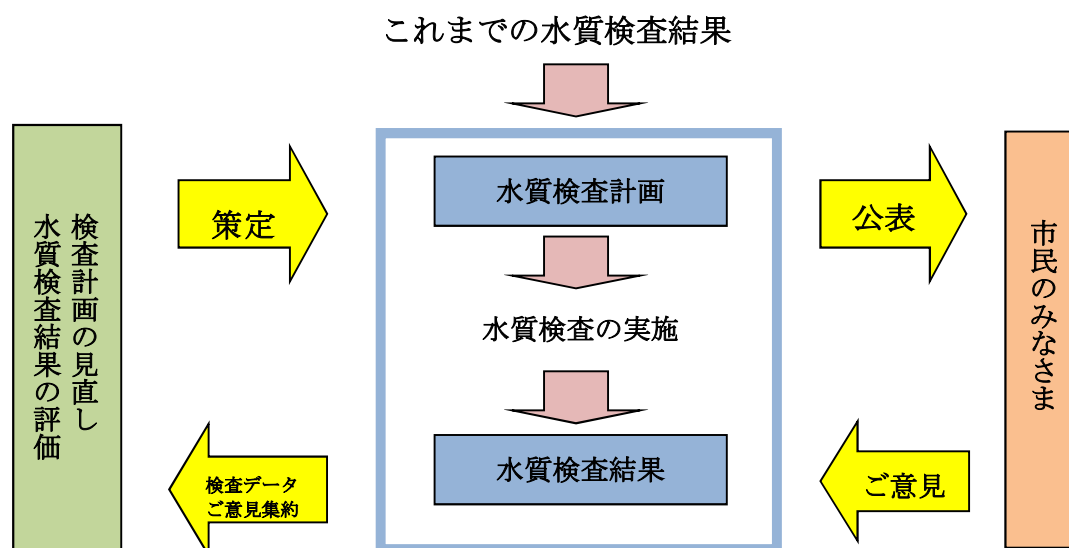 これまでの水質検査結果
検査計画の見直し
水質検査結果の評価
策定
水質検査計画
公表
市民のみなさま
水質検査の実施
検査データ
ご意見集約
水質検査結果
ご意見